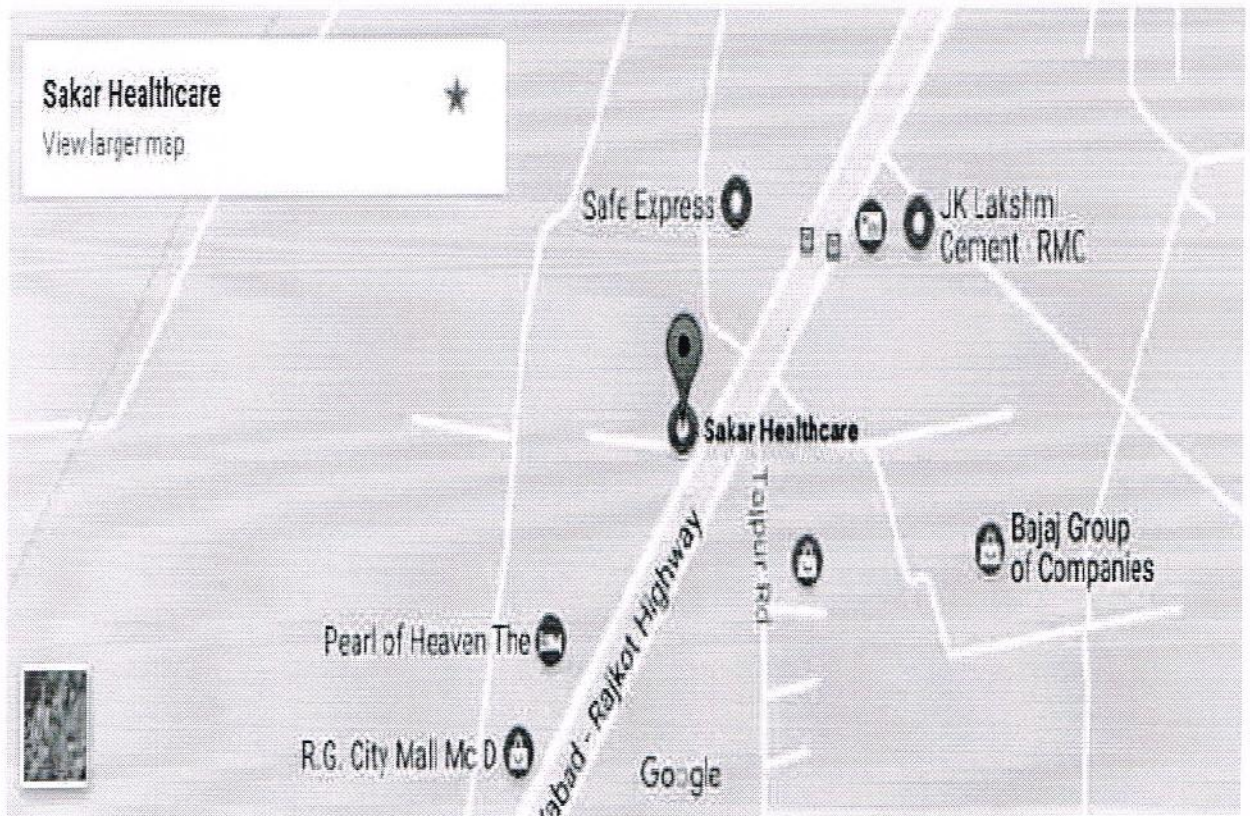 Sakar Healthcare
View larger map
Safe Express
JK Lakshmi
Cement - RMC
Sakar Healthcare
Tajpur Rd
Bajaj Group
of Companies
Pearl of Heaven The
abad - Rajkot Highway
R.G. City Mall Mc D
Google